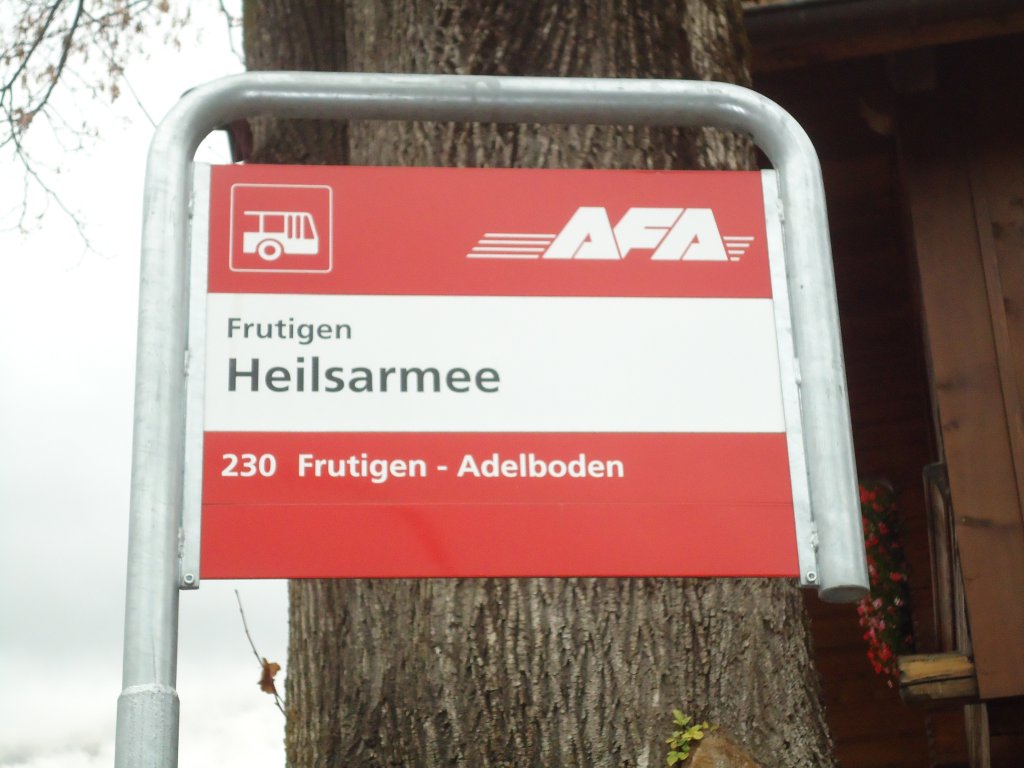 AFA
Frutigen
Heilsarmee
230 Frutigen - Adelboden